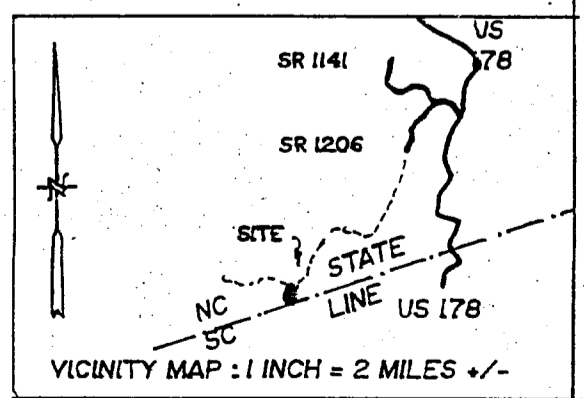 US
178
SR 1141
SR 1206
SITE
STATE
LINE
NC
SC
US 178
N
VICINITY MAP : 1 INCH = 2 MILES +/-